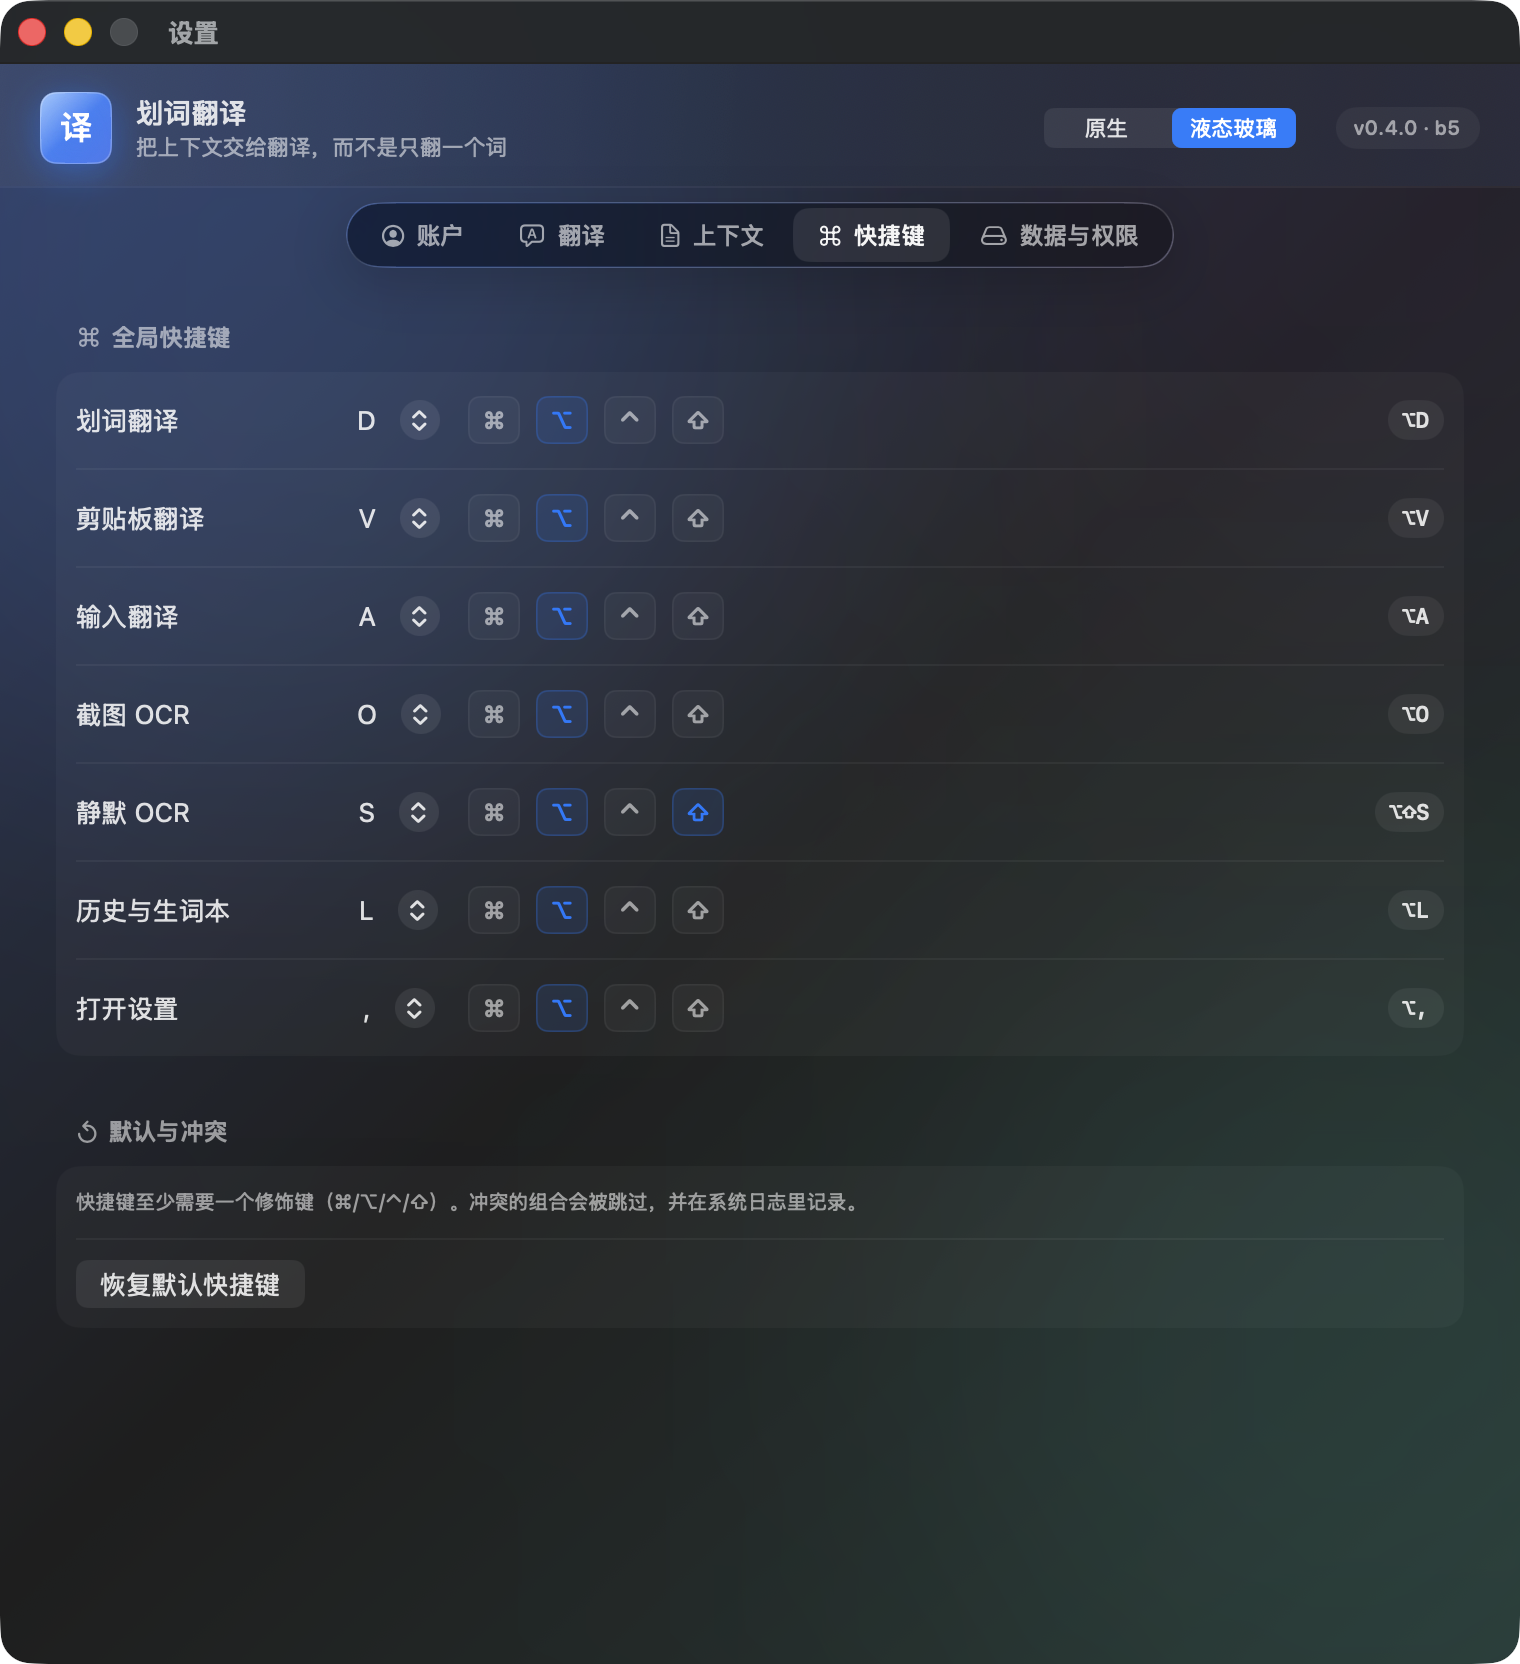 设置
译
划词翻译
把上下文交给翻译，而不是只翻一个词
原生 液态玻璃 v0.4.0 · b5
账户 翻译 上下文 ⌘ 快捷键 数据与权限
⌘ 全局快捷键
划词翻译 D ⌘ ⌥ ^ ⇧ ⌥D
剪贴板翻译 V ⌘ ⌥ ^ ⇧ ⌥V
输入翻译 A ⌘ ⌥ ^ ⇧ ⌥A
截图 OCR O ⌘ ⌥ ^ ⇧ ⌥O
静默 OCR S ⌘ ⌥ ^ ⇧ ⌥⇧S
历史与生词本 L ⌘ ⌥ ^ ⇧ ⌥L
打开设置 , ⌘ ⌥ ^ ⇧ ⌥,
默认与冲突
快捷键至少需要一个修饰键（⌘/⌥/^/⇧）。冲突的组合会被跳过，并在系统日志里记录。
恢复默认快捷键